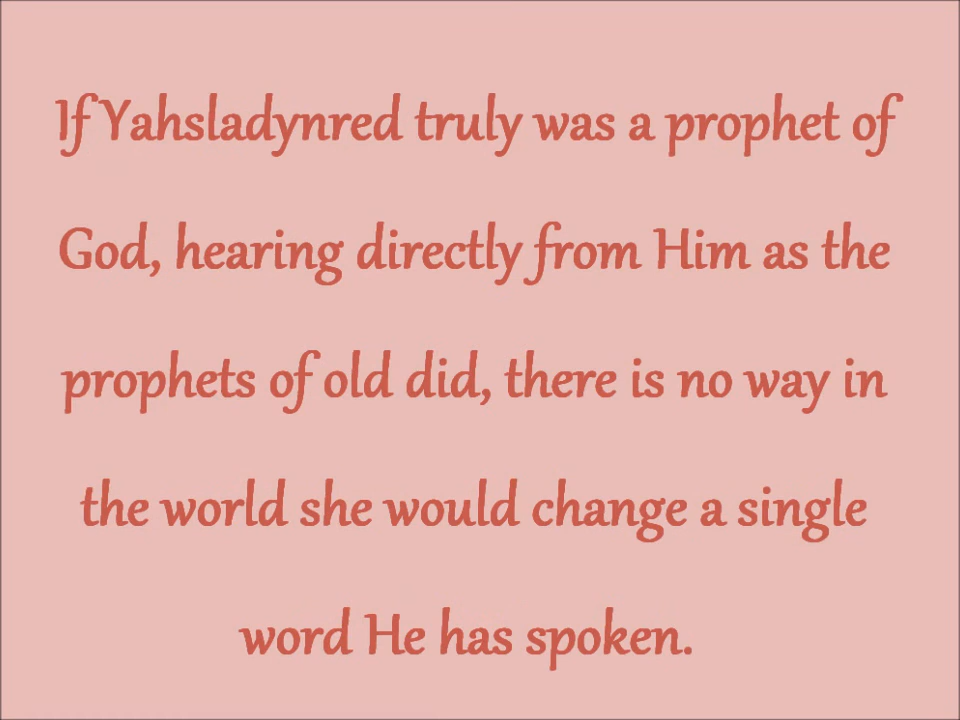 If Yahsladynred truly was a prophet of
God, hearing directly from Him as the
prophets of old did, there is no way in
the world she would change a single
word He has spoken.